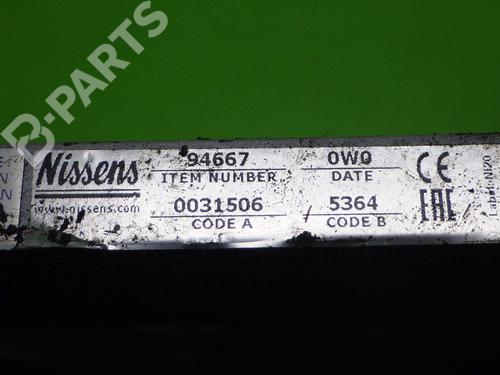 B-PARTS
Nissens
www.nissens.com
94667
ITEM NUMBER
0W0
DATE
0031506
CODE A
5364
CODE B
CE
EAC